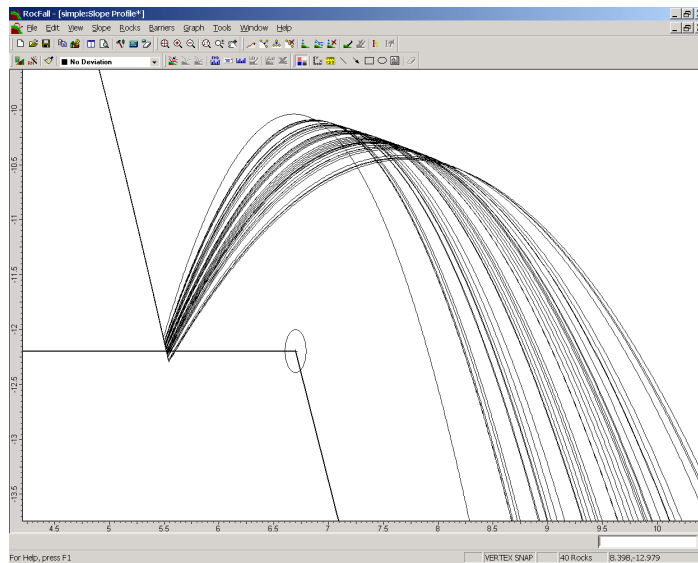 RocFall - [simple:Slope Profile*]
File Edit View Slope Rocks Barriers Graph Tools Window Help
No Deviation
-10
-10.5
-11
-11.5
-12
-12.5
-13
-13.5
4.5 5 5.5 6 6.5 7 7.5 8 8.5 9 9.5 10
For Help, press F1 VERTEX SNAP 40 Rocks 8.398,-12.979